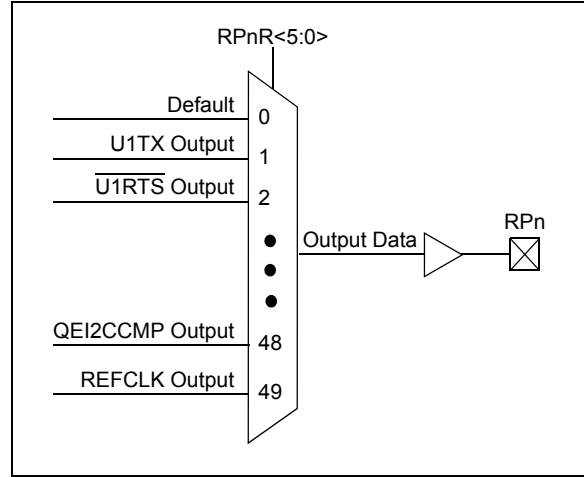 RPnR<5:0>
Default
0
U1TX Output
1
U1RTS Output
2
Output Data
RPn
QEI2CCMP Output
48
REFCLK Output
49